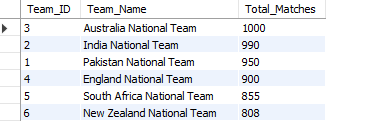 Team_ID Team_Name Total_Matches
3 Australia National Team 1000
2 India National Team 990
1 Pakistan National Team 950
4 England National Team 900
5 South Africa National Team 855
6 New Zealand National Team 808